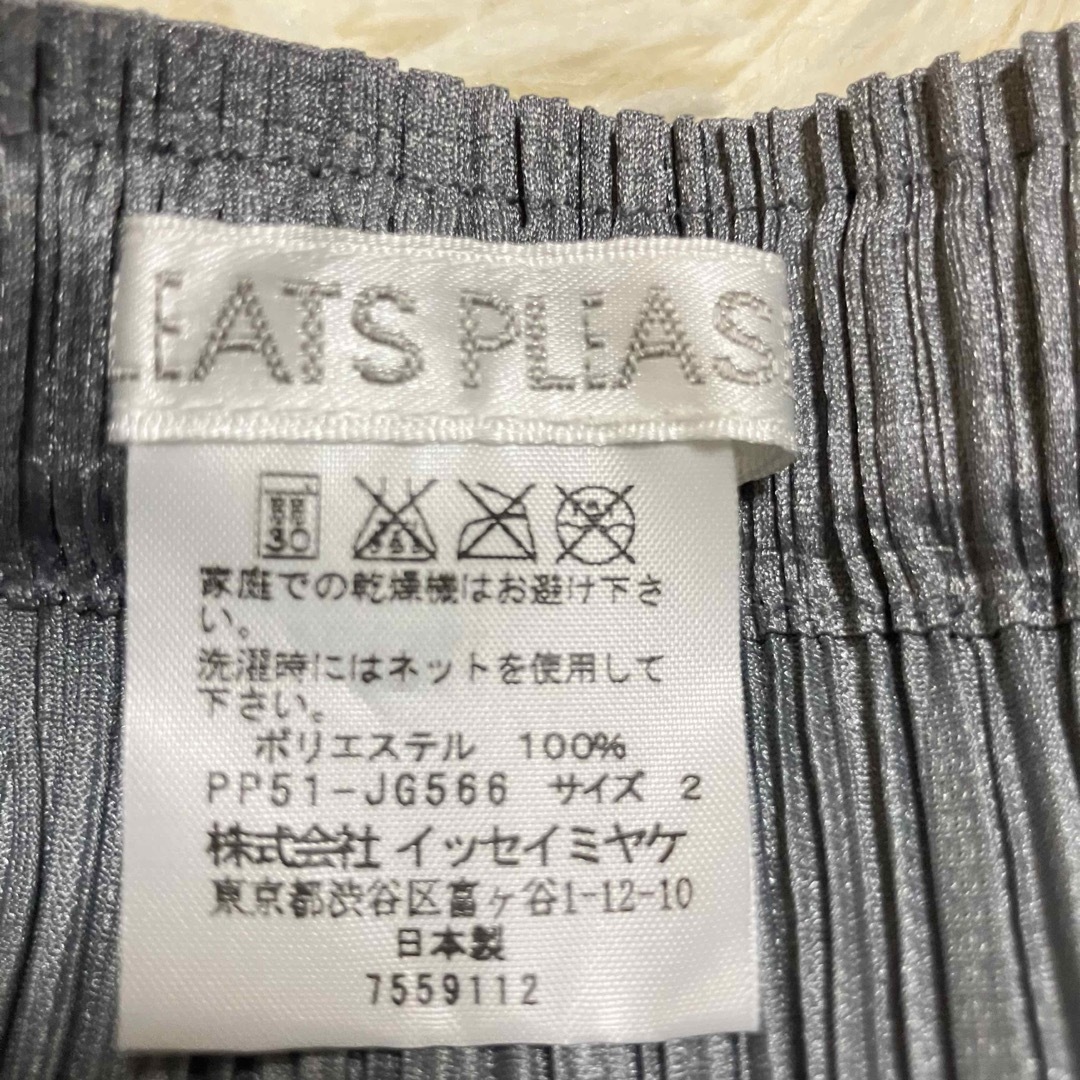 LEATS PLEAS
30
家庭での乾燥機はお避け下さ
い。
洗濯時にはネットを使用して
下さい。
ポリエステル 100%
PP51-JG566 サイズ 2
株式会社 イッセイミヤケ
東京都渋谷区富ヶ谷1-12-10
日本製
7559112